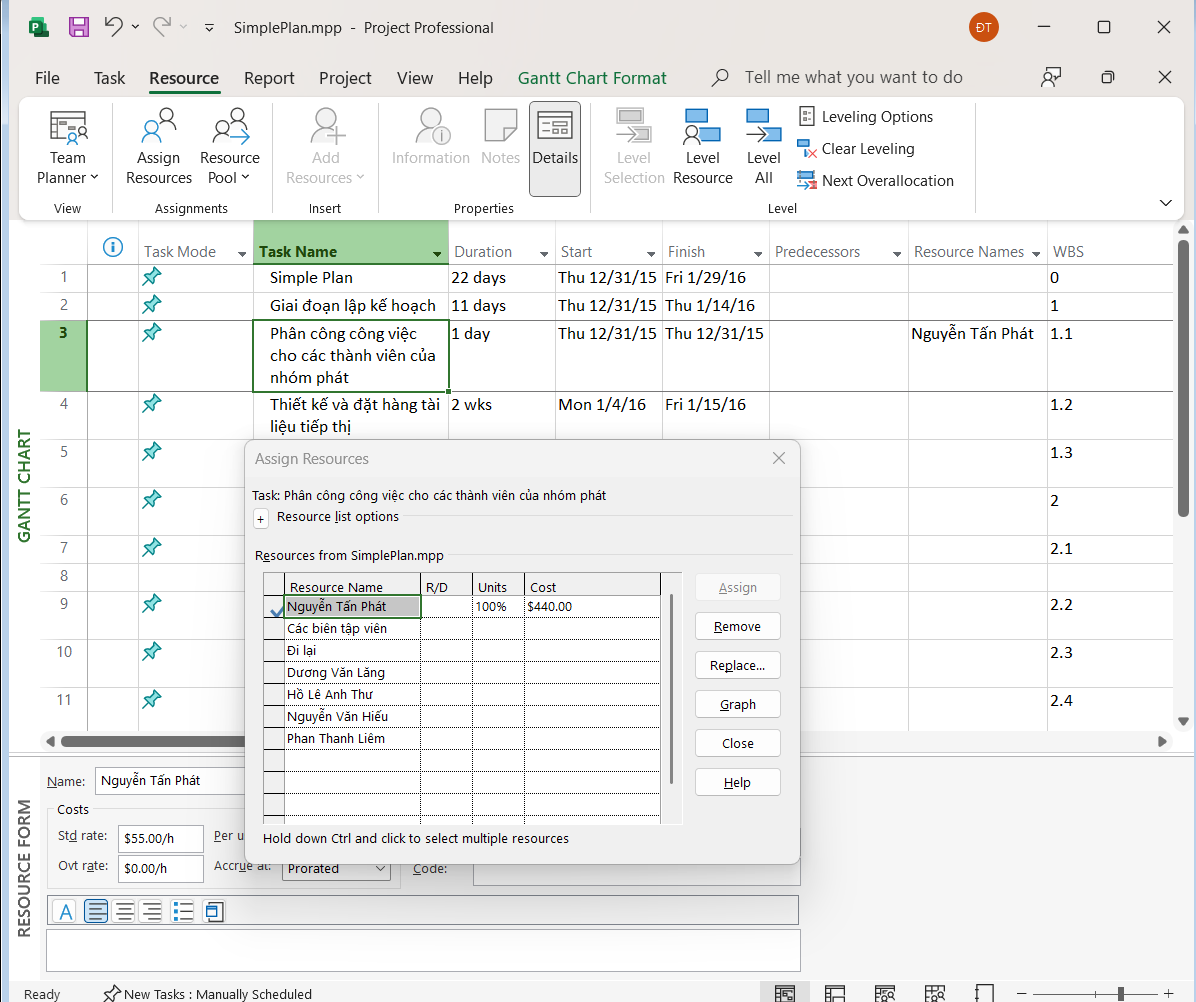 SimplePlan.mpp - Project Professional
ĐT
File Task Resource Report Project View Help Gantt Chart Format Tell me what you want to do
Team Planner
Assign Resources
Resource Pool
Add Resources
Information
Notes
Details
Level Selection
Level Resource
Level All
Leveling Options
Clear Leveling
Next Overallocation
View Assignments Insert Properties Level
Task Mode Task Name Duration Start Finish Predecessors Resource Names WBS
1 Simple Plan 22 days Thu 12/31/15 Fri 1/29/16 0
2 Giai đoạn lập kế hoạch 11 days Thu 12/31/15 Thu 1/14/16 1
3 Phân công công việc 1 day Thu 12/31/15 Thu 12/31/15 Nguyễn Tấn Phát 1.1
cho các thành viên của
nhóm phát
4 Thiết kế và đặt hàng tài 2 wks Mon 1/4/16 Fri 1/15/16 1.2
liệu tiếp thị
5 1.3
6 2
7 2.1
8
9 2.2
10 2.3
11 2.4
GANTT CHART
Assign Resources
Task: Phân công công việc cho các thành viên của nhóm phát
+ Resource list options
Resources from SimplePlan.mpp
Resource Name R/D Units Cost
Nguyễn Tấn Phát 100% $440.00
Các biên tập viên
Đi lại
Dương Văn Lăng
Hồ Lê Anh Thư
Nguyễn Văn Hiếu
Phan Thanh Liêm
Assign
Remove
Replace...
Graph
Close
Help
Hold down Ctrl and click to select multiple resources
RESOURCE FORM
Name: Nguyễn Tấn Phát
Costs
Std rate: $55.00/h Per u
Ovt rate: $0.00/h Accrue at: Prorated Code:
A
Ready New Tasks : Manually Scheduled